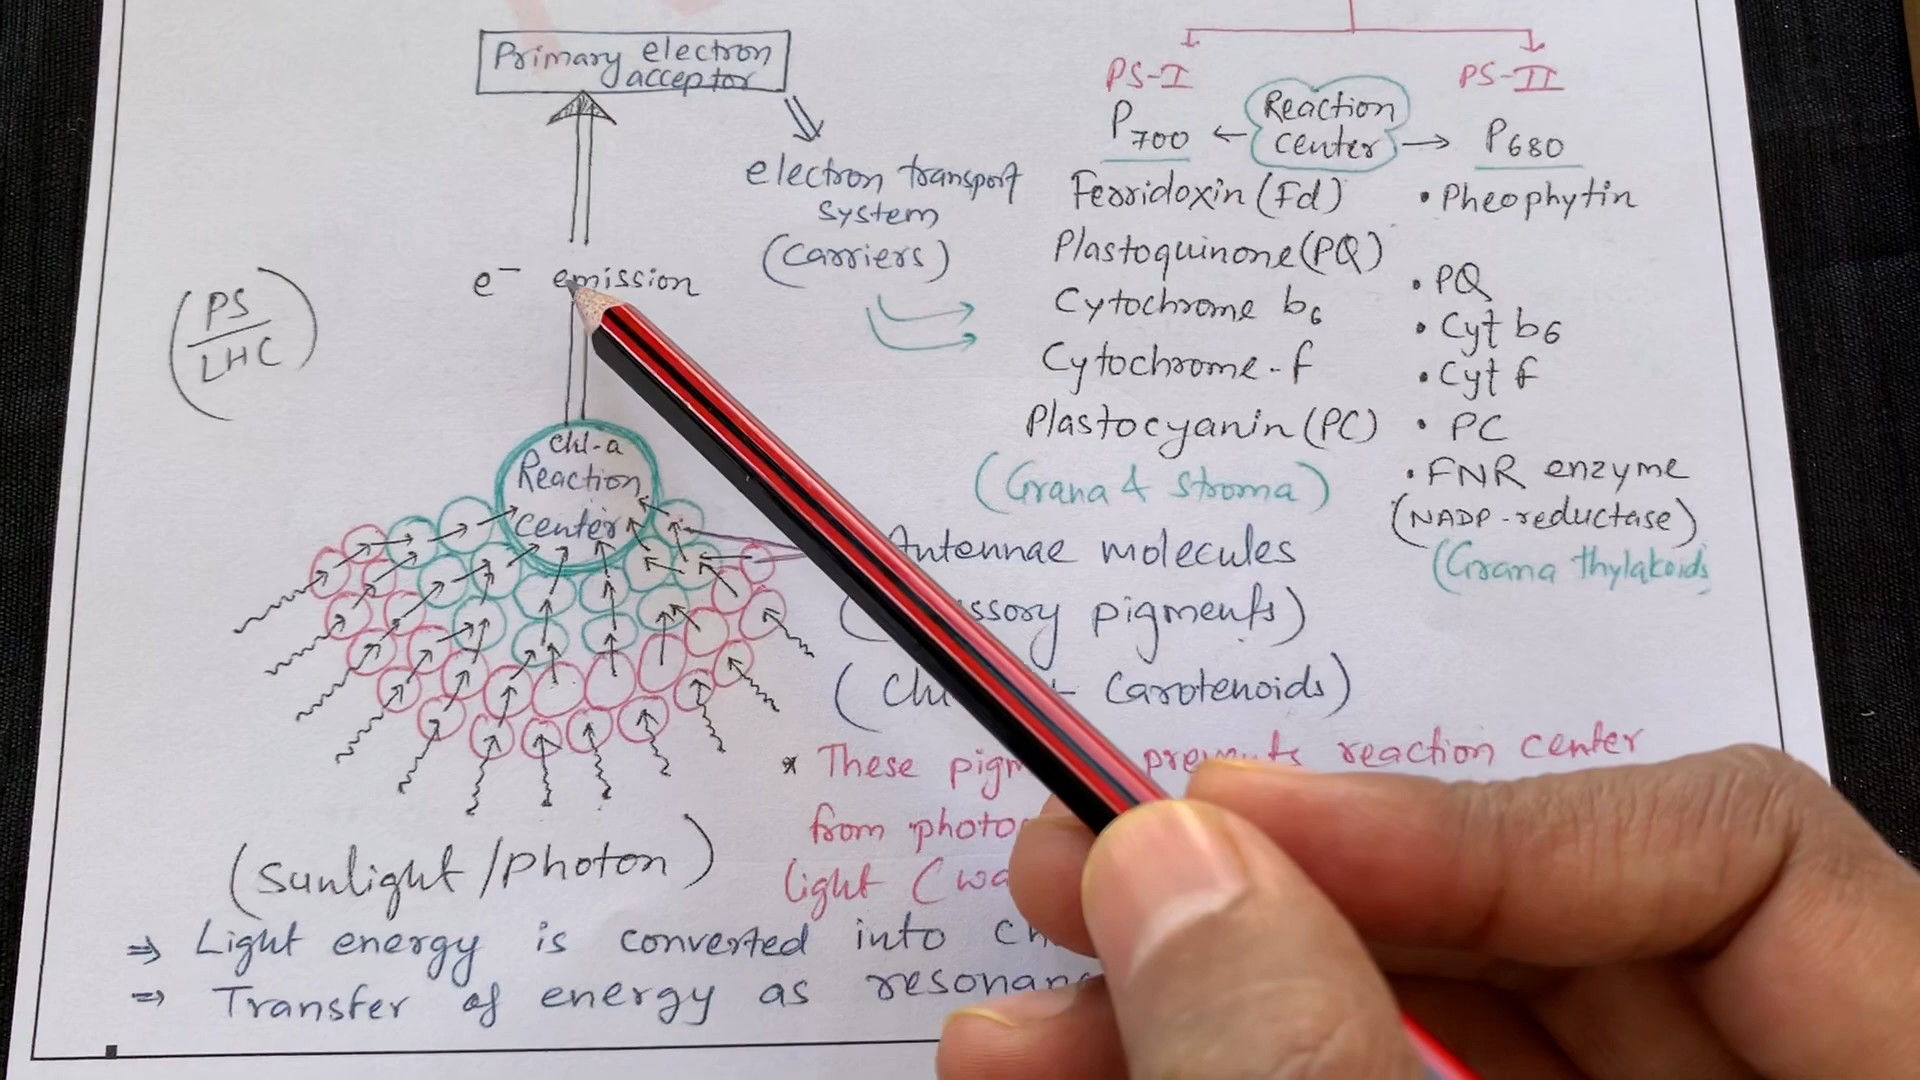 Primary electron
acceptor
electron transport
system
(carriers)
e⁻ emission
(PS
LHC)
chl-a
Reaction
center
PS-I
PS-II
Reaction
center
P700 ← → P680
Ferridoxin (Fd)
Plastoquinone (PQ)
Cytochrome b6
Cytochrome-f
Plastocyanin (PC)
(Grana & stroma)
• Pheophytin
• PQ
• Cyt b6
• Cyt f
• PC
• FNR enzyme
(NADP-reductase)
(Grana thylakoids
Antennae molecules
pigments)
Carotenoids)
* These reaction center
from
light
(Sunlight/photon)
⇒ Light energy is converted into
⇒ Transfer of energy as